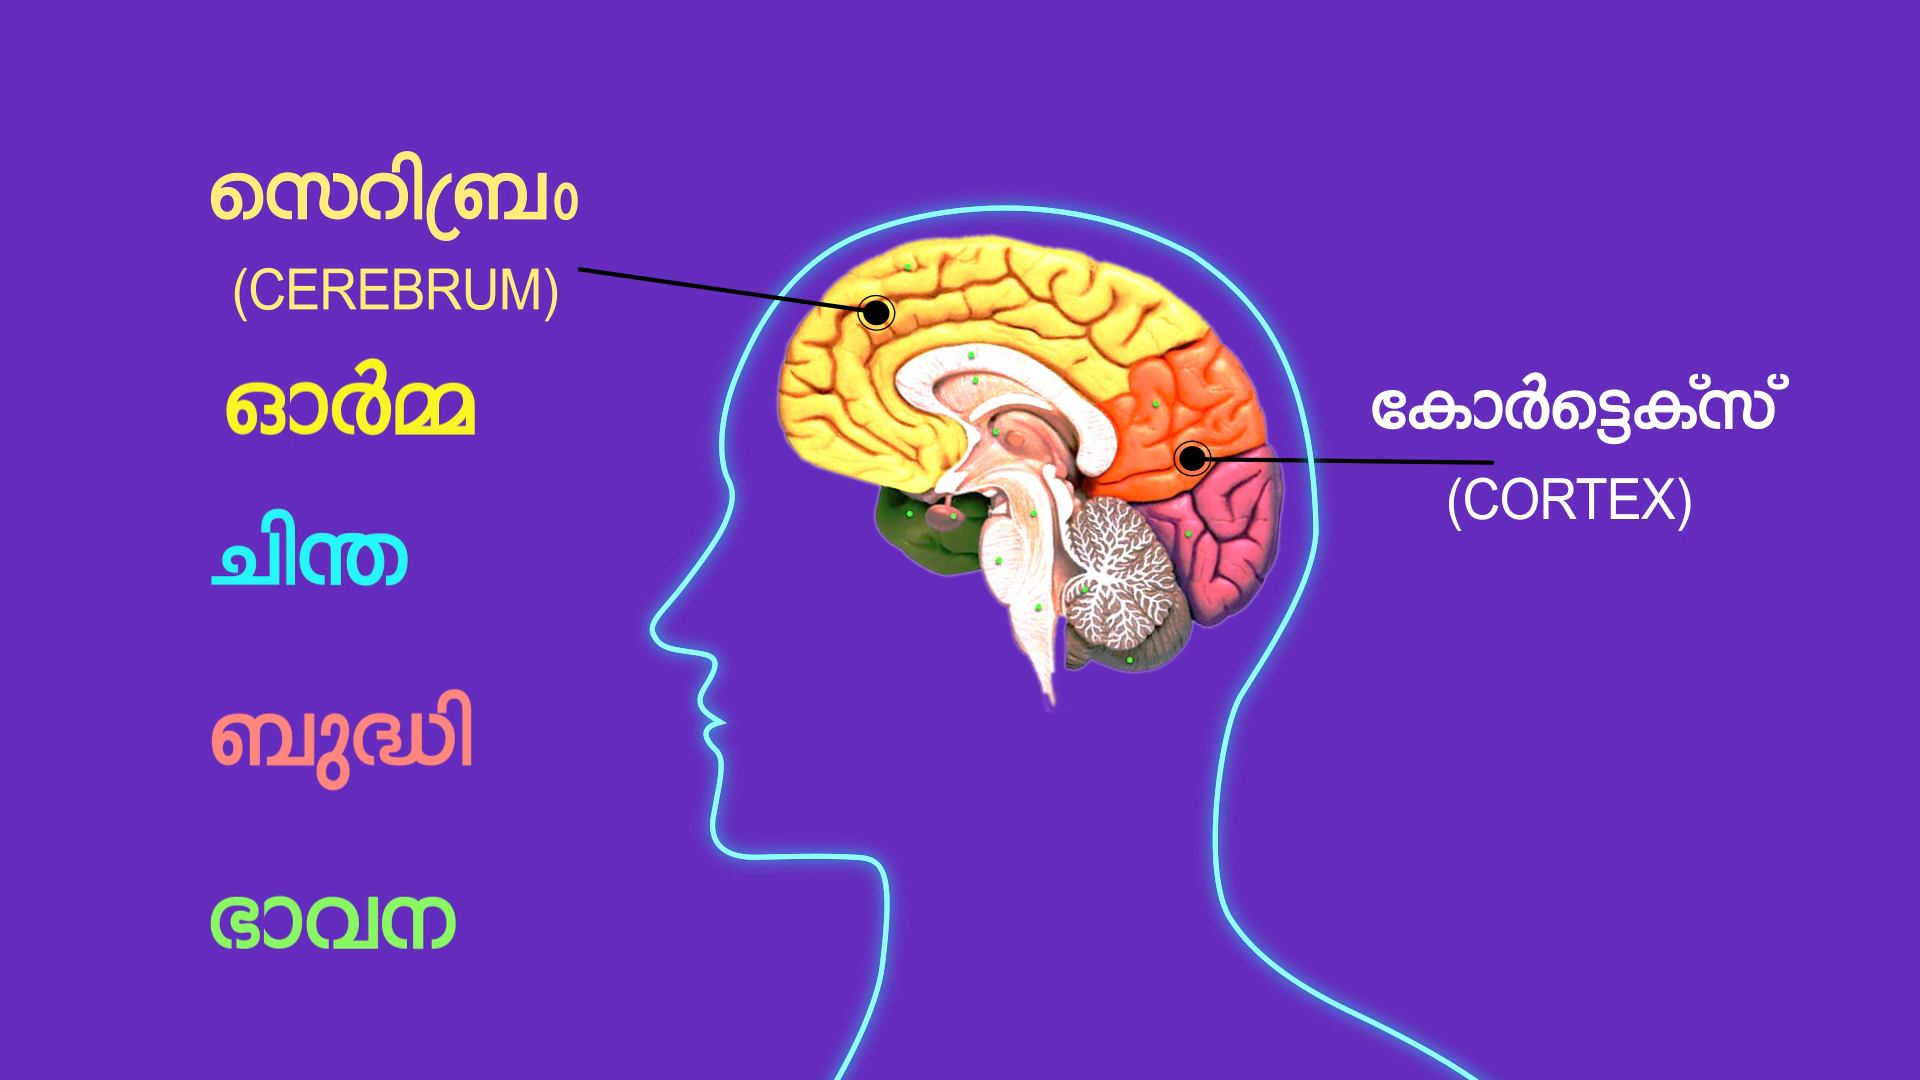 സെറിബ്രം
(CEREBRUM)
ഓർമ്മ
ചിന്ത
ബുദ്ധി
ഭാവന
കോർട്ടെക്സ്
(CORTEX)